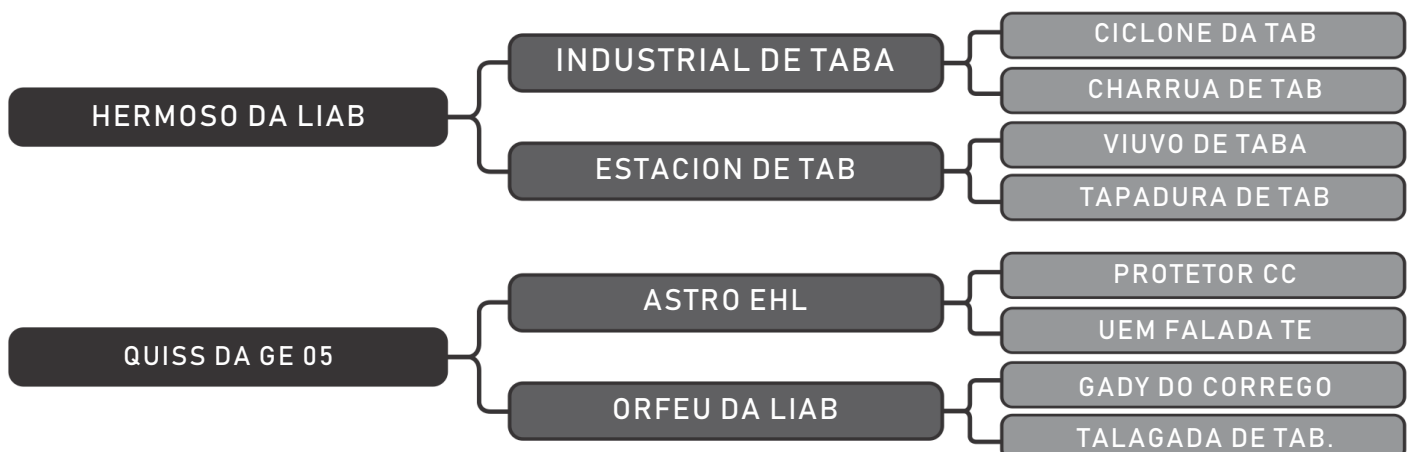 HERMOSO DA LIAB
INDUSTRIAL DE TABA
ESTACION DE TAB
CICLONE DA TAB
CHARRUA DE TAB
VIUVO DE TABA
TAPADURA DE TAB
QUISS DA GE 05
ASTRO EHL
ORFEU DA LIAB
PROTETOR CC
UEM FALADA TE
GADY DO CORREGO
TALAGADA DE TAB.